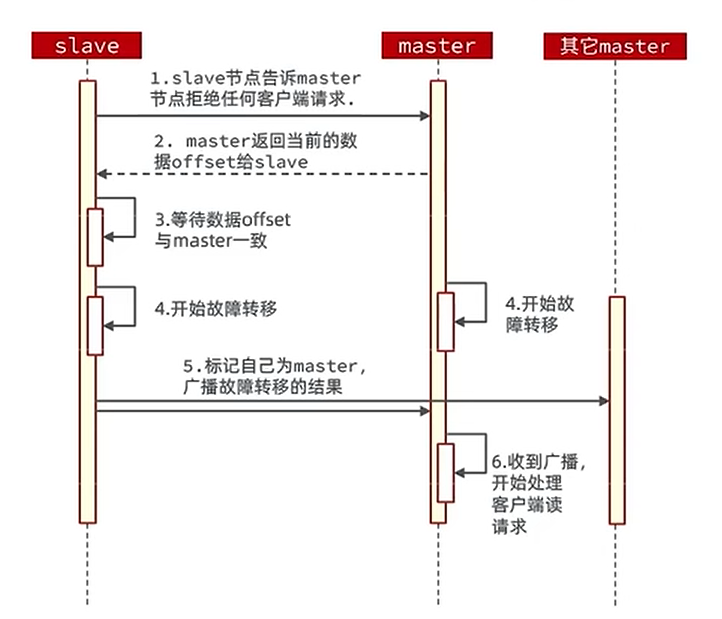 slave
master
其它master
1.slave节点告诉master
节点拒绝任何客户端请求.
2. master返回当前的数
据offset给slave
3.等待数据offset
与master一致
4.开始故障转移
4.开始故
障转移
5.标记自己为master,
广播故障转移的结果
6.收到广播，
开始处理
客户端读
请求